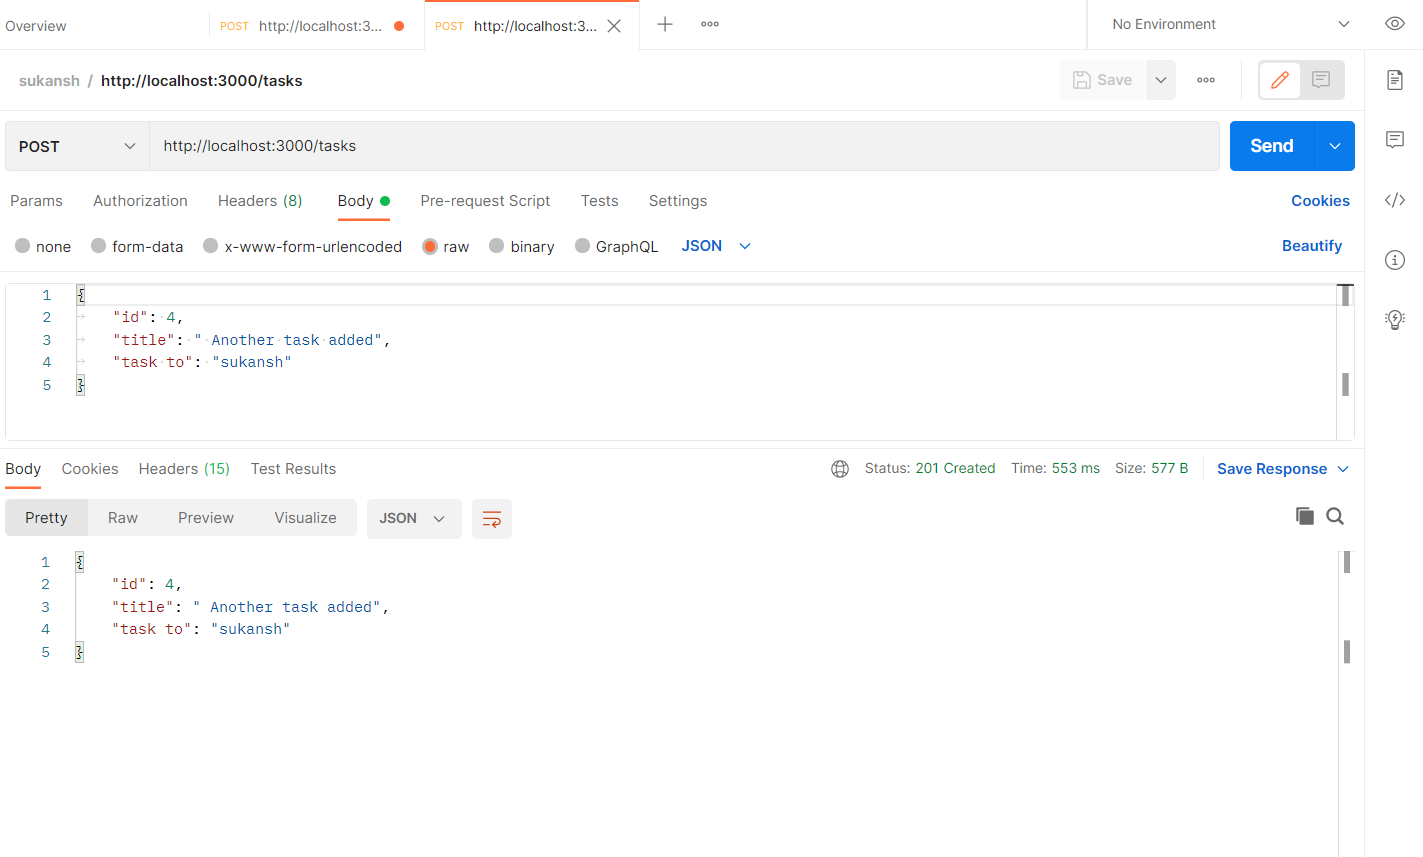 Overview POST http://localhost:3... POST http://localhost:3... No Environment
sukansh / http://localhost:3000/tasks Save
POST http://localhost:3000/tasks Send
Params Authorization Headers (8) Body Pre-request Script Tests Settings Cookies
none form-data x-www-form-urlencoded raw binary GraphQL JSON Beautify
1 {
2 "id": 4,
3 "title": " Another task added",
4 "task to": "sukansh"
5 }
Body Cookies Headers (15) Test Results Status: 201 Created Time: 553 ms Size: 577 B Save Response
Pretty Raw Preview Visualize JSON
1 {
2 "id": 4,
3 "title": " Another task added",
4 "task to": "sukansh"
5 }